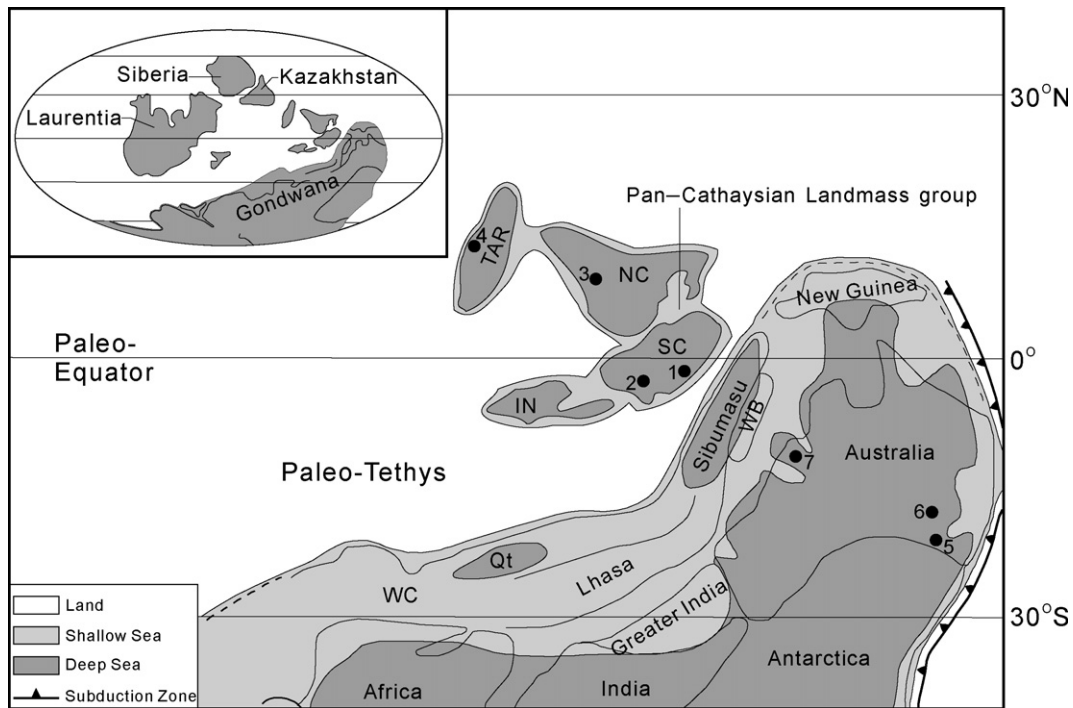 Siberia
Kazakhstan
Laurentia
Gondwana
30°N
Pan–Cathaysian Landmass group
4
TAR
3
NC
New Guinea
Paleo-
Equator
SC
0°
2
1
IN
Sibumasu
WB
Australia
7
Paleo-Tethys
6
5
Qt
Lhasa
WC
Greater India
30°S
Land
Shallow Sea
Deep Sea
Subduction Zone
Africa
India
Antarctica